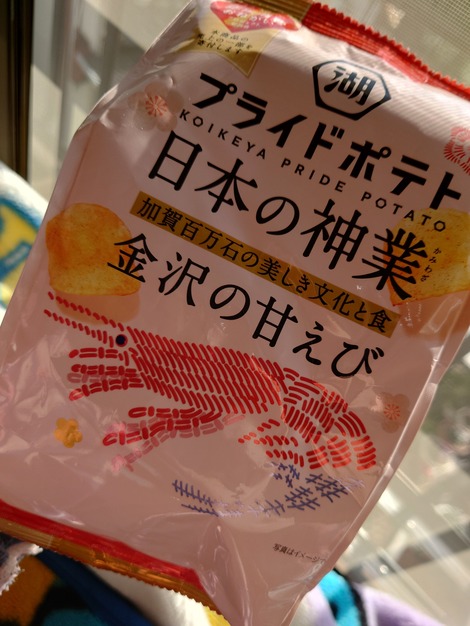 湖
プライドポテト
KOIKEYA PRIDE POTATO
日本の神業
かみわざ
加賀百万石の美しき文化と食
金沢の甘えび
写真はイメージ